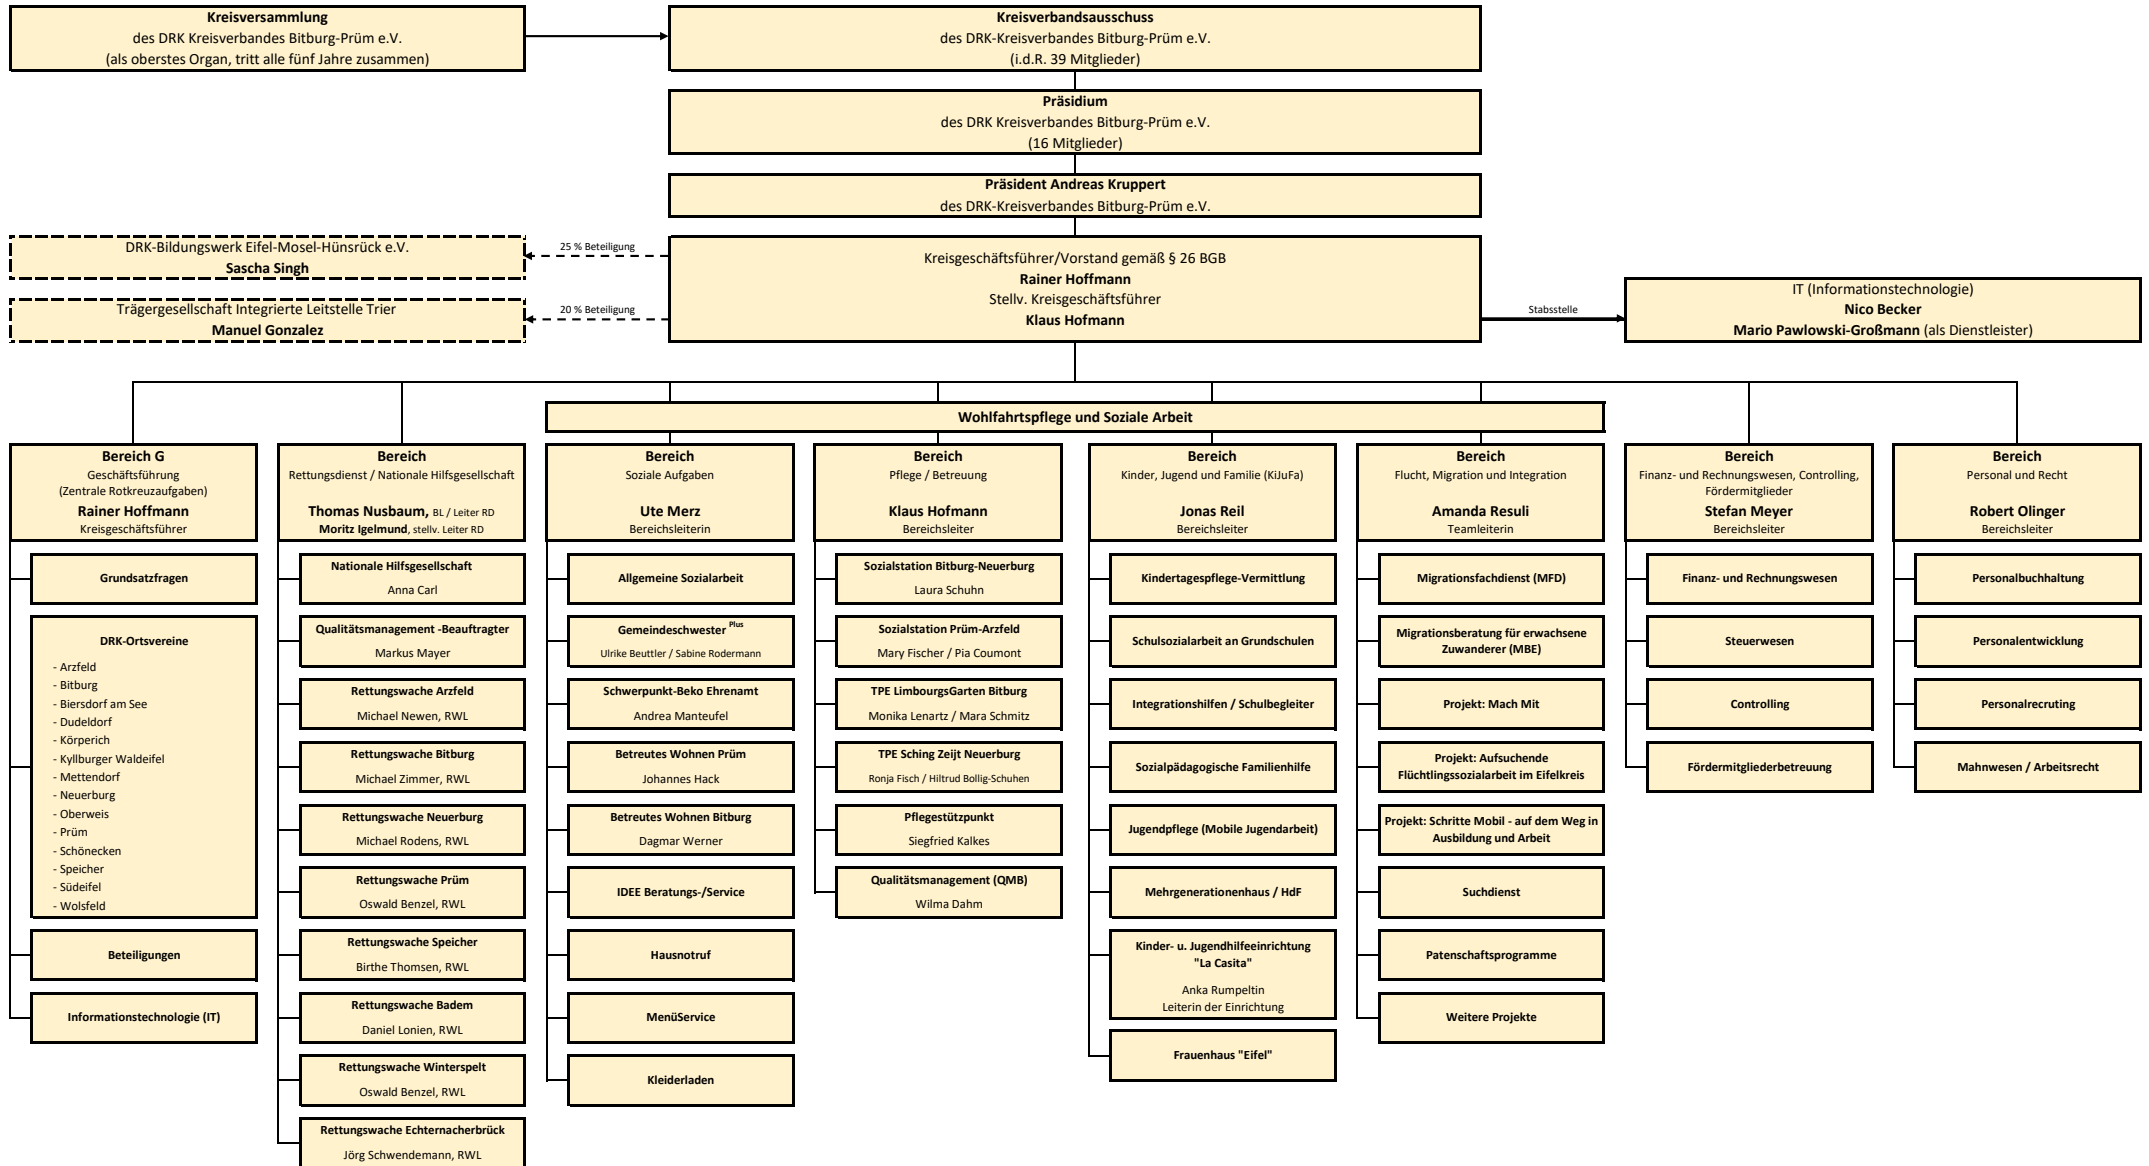 Kreisversammlung
des DRK Kreisverbandes Bitburg-Prüm e.V.
(als oberstes Organ, tritt alle fünf Jahre zusammen)
Kreisverbandsausschuss
des DRK-Kreisverbandes Bitburg-Prüm e.V.
(i.d.R. 39 Mitglieder)
Präsidium
des DRK Kreisverbandes Bitburg-Prüm e.V.
(16 Mitglieder)
Präsident Andreas Kruppert
des DRK-Kreisverbandes Bitburg-Prüm e.V.
DRK-Bildungswerk Eifel-Mosel-Hünsrück e.V.
Sascha Singh
25 % Beteiligung
Trägergesellschaft Integrierte Leitstelle Trier
Manuel Gonzalez
20 % Beteiligung
Kreisgeschäftsführer/Vorstand gemäß § 26 BGB
Rainer Hoffmann
Stellv. Kreisgeschäftsführer
Klaus Hofmann
Stabsstelle
IT (Informationstechnologie)
Nico Becker
Mario Pawlowski-Großmann (als Dienstleister)
Wohlfahrtspflege und Soziale Arbeit
Bereich G
Geschäftsführung
(Zentrale Rotkreuzaufgaben)
Rainer Hoffmann
Kreisgeschäftsführer
Grundsatzfragen
DRK-Ortsvereine
- Arzfeld
- Bitburg
- Biersdorf am See
- Dudeldorf
- Körperich
- Kyllburger Waldeifel
- Mettendorf
- Neuerburg
- Oberweis
- Prüm
- Schönecken
- Speicher
- Südeifel
- Wolsfeld
Beteiligungen
Informationstechnologie (IT)
Bereich
Rettungsdienst / Nationale Hilfsgesellschaft
Thomas Nusbaum, BL / Leiter RD
Moritz Igelmund, stellv. Leiter RD
Nationale Hilfsgesellschaft
Anna Carl
Qualitätsmanagement -Beauftragter
Markus Mayer
Rettungswache Arzfeld
Michael Newen, RWL
Rettungswache Bitburg
Michael Zimmer, RWL
Rettungswache Neuerburg
Michael Rodens, RWL
Rettungswache Prüm
Oswald Benzel, RWL
Rettungswache Speicher
Birthe Thomsen, RWL
Rettungswache Badem
Daniel Lonien, RWL
Rettungswache Winterspelt
Oswald Benzel, RWL
Rettungswache Echternacherbrück
Jörg Schwendemann, RWL
Bereich
Soziale Aufgaben
Ute Merz
Bereichsleiterin
Allgemeine Sozialarbeit
Gemeindeschwester Plus
Ulrike Beuttler / Sabine Rodermann
Schwerpunkt-Beko Ehrenamt
Andrea Manteufel
Betreutes Wohnen Prüm
Johannes Hack
Betreutes Wohnen Bitburg
Dagmar Werner
IDEE Beratungs-/Service
Hausnotruf
MenüService
Kleiderladen
Bereich
Pflege / Betreuung
Klaus Hofmann
Bereichsleiter
Sozialstation Bitburg-Neuerburg
Laura Schuhn
Sozialstation Prüm-Arzfeld
Mary Fischer / Pia Coumont
TPE LimbourgsGarten Bitburg
Monika Lenartz / Mara Schmitz
TPE Sching Zeijt Neuerburg
Ronja Fisch / Hiltrud Bollig-Schuhen
Pflegestützpunkt
Siegfried Kalkes
Qualitätsmanagement (QMB)
Wilma Dahm
Bereich
Kinder, Jugend und Familie (KiJuFa)
Jonas Reil
Bereichsleiter
Kindertagespflege-Vermittlung
Schulsozialarbeit an Grundschulen
Integrationshilfen / Schulbegleiter
Sozialpädagogische Familienhilfe
Jugendpflege (Mobile Jugendarbeit)
Mehrgenerationenhaus / HdF
Kinder- u. Jugendhilfeeinrichtung
"La Casita"
Anka Rumpeltin
Leiterin der Einrichtung
Frauenhaus "Eifel"
Bereich
Flucht, Migration und Integration
Amanda Resuli
Teamleiterin
Migrationsfachdienst (MFD)
Migrationsberatung für erwachsene
Zuwanderer (MBE)
Projekt: Mach Mit
Projekt: Aufsuchende
Flüchtlingssozialarbeit im Eifelkreis
Projekt: Schritte Mobil - auf dem Weg in
Ausbildung und Arbeit
Suchdienst
Patenschaftsprogramme
Weitere Projekte
Bereich
Finanz- und Rechnungswesen, Controlling,
Fördermitglieder
Stefan Meyer
Bereichsleiter
Finanz- und Rechnungswesen
Steuerwesen
Controlling
Fördermitgliederbetreuung
Bereich
Personal und Recht
Robert Olinger
Bereichsleiter
Personalbuchhaltung
Personalentwicklung
Personalrecruting
Mahnwesen / Arbeitsrecht